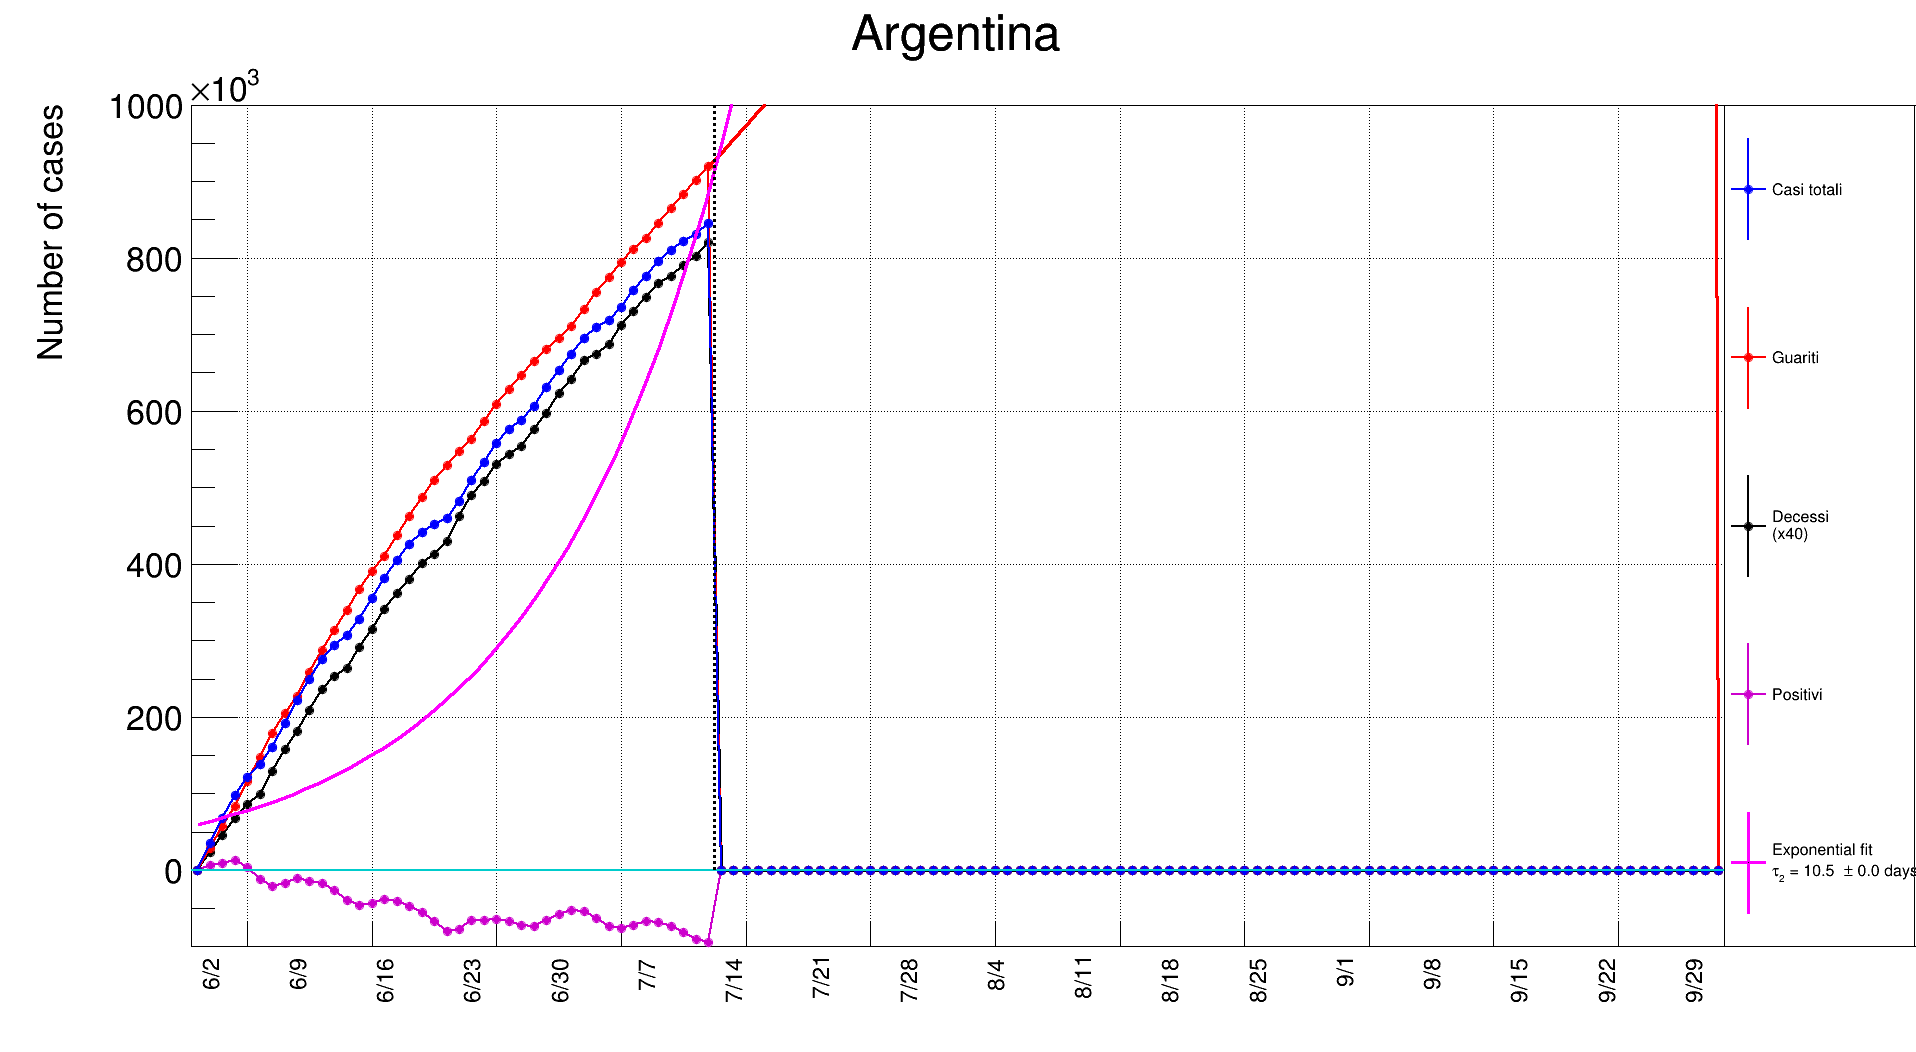 Argentina
×10³
Number of cases
1000
800
600
400
200
0
6/2 6/9 6/16 6/23 6/30 7/7 7/14 7/21 7/28 8/4 8/11 8/18 8/25 9/1 9/8 9/15 9/22 9/29
Casi totali
Guariti
Decessi
(x40)
Positivi
Exponential fit
τ₂ = 10.5 ± 0.0 days